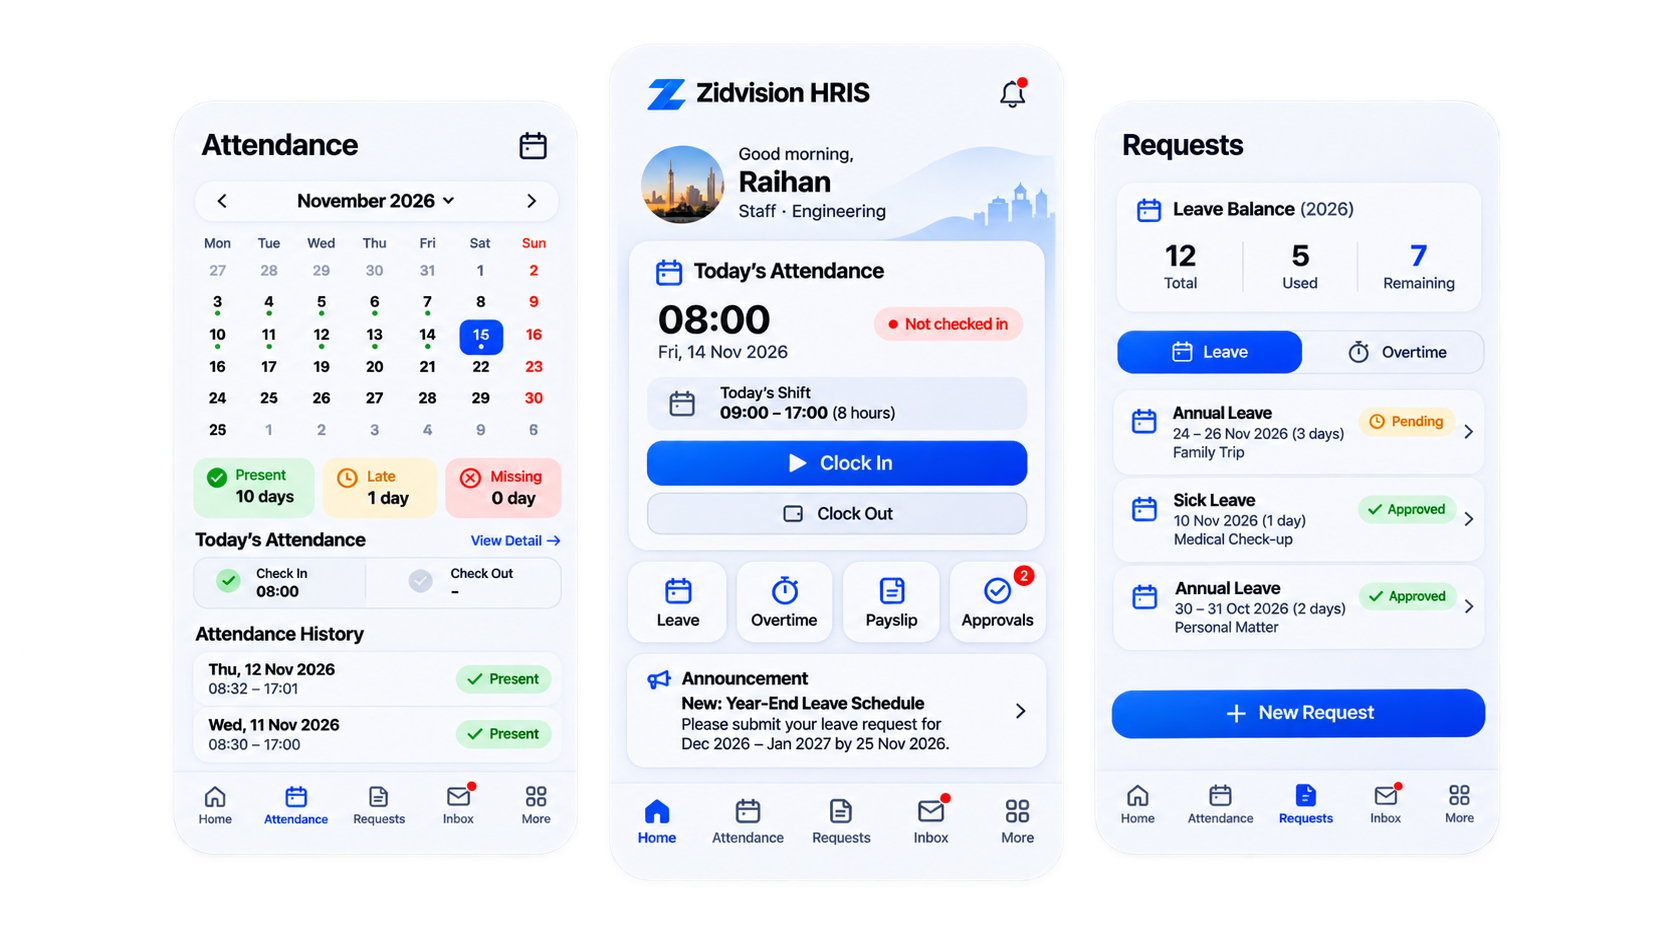 Attendance
November 2026
Mon Tue Wed Thu Fri Sat Sun
27 28 29 30 31 1 2
3 4 5 6 7 8 9
10 11 12 13 14 15 16
16 17 19 20 21 22 23
24 25 26 27 28 29 30
25 1 2 3 4 9 6
Present
10 days
Late
1 day
Missing
0 day
Today's Attendance
View Detail →
Check In
08:00
Check Out
–
Attendance History
Thu, 12 Nov 2026
08:32 – 17:01
Present
Wed, 11 Nov 2026
08:30 – 17:00
Present
Home
Attendance
Requests
Inbox
More
Zidvision HRIS
Good morning,
Raihan
Staff · Engineering
Today's Attendance
08:00
Not checked in
Fri, 14 Nov 2026
Today's Shift
09:00 – 17:00 (8 hours)
Clock In
Clock Out
Leave
Overtime
Payslip
Approvals
2
Announcement
New: Year-End Leave Schedule
Please submit your leave request for
Dec 2026 – Jan 2027 by 25 Nov 2026.
Home
Attendance
Requests
Inbox
More
Requests
Leave Balance (2026)
12
Total
5
Used
7
Remaining
Leave
Overtime
Annual Leave
24 – 26 Nov 2026 (3 days)
Family Trip
Pending
Sick Leave
10 Nov 2026 (1 day)
Medical Check-up
Approved
Annual Leave
30 – 31 Oct 2026 (2 days)
Personal Matter
Approved
+ New Request
Home
Attendance
Requests
Inbox
More